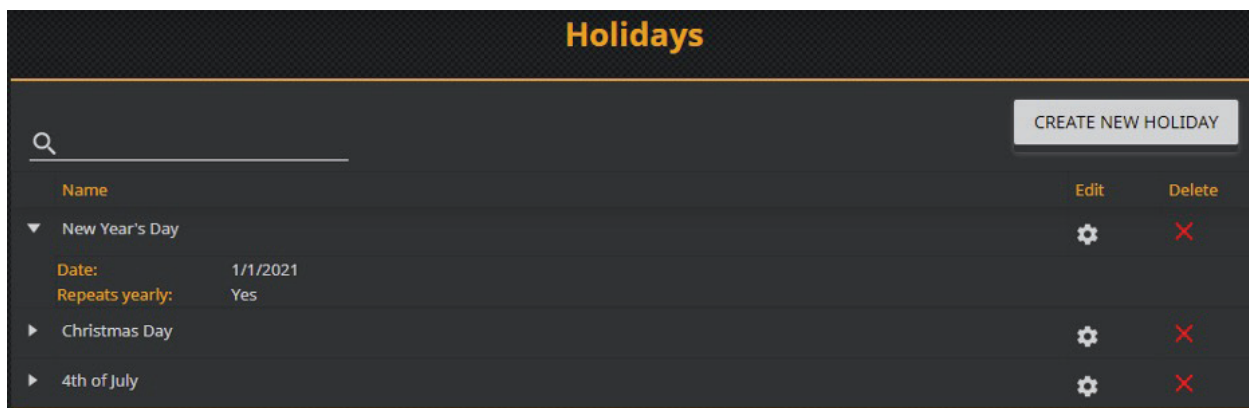 Holidays
CREATE NEW HOLIDAY
Name Edit Delete
New Year's Day
Date: 1/1/2021
Repeats yearly: Yes
Christmas Day
4th of July